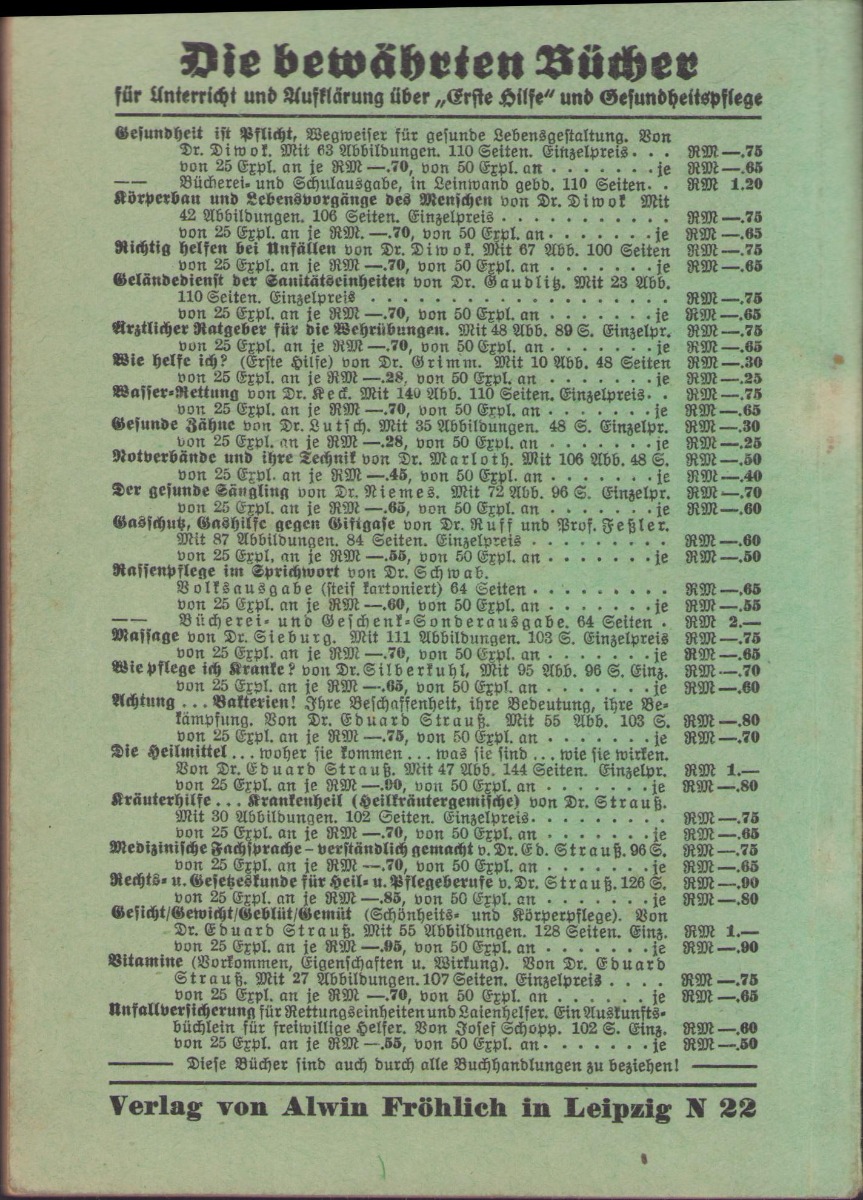 Die bewährten Bücher
für Unterricht und Aufklärung über „Erste Hilfe“ und Gesundheitspflege
Gesundheit ist Pflicht, Wegweiser für gesunde Lebensgestaltung. Von
Dr. Diwok. Mit 63 Abbildungen. 110 Seiten. Einzelpreis . . . RM —.75
von 25 Expl. an je RM —.70, von 50 Expl. an . . . . . . . je RM —.65
—— Bücherei- und Schulausgabe, in Leinwand gebd. 110 Seiten. . RM 1.20
Körperbau und Lebensvorgänge des Menschen von Dr. Diwok Mit
42 Abbildungen. 106 Seiten. Einzelpreis . . . . . . . . . . . RM —.75
von 25 Expl. an je RM. —.70, von 50 Expl. an . . . . . . . je RM —.65
Richtig helfen bei Unfällen von Dr. Diwok. Mit 67 Abb. 100 Seiten RM —.75
von 25 Expl. an je RM —.70, von 50 Expl. an . . . . . . . je RM —.65
Geländedienst der Sanitätseinheiten von Dr. Gaudlitz. Mit 23 Abb.
110 Seiten. Einzelpreis . . . . . . . . . . . . . . . . . . . RM —.75
von 25 Expl. an je RM —.70, von 50 Expl. an . . . . . . . je RM —.65
Ärztlicher Ratgeber für die Wehrübungen. Mit 48 Abb. 89 S. Einzelpr. RM —.75
von 25 Expl. an je RM —.70, von 50 Expl. an . . . . . . . je RM —.65
Wie helfe ich? (Erste Hilfe) von Dr. Grimm. Mit 10 Abb. 48 Seiten RM —.30
von 25 Expl. an je RM —.28, von 50 Expl. an . . . . . . . je RM —.25
Wasser-Rettung von Dr. Keck. Mit 140 Abb. 110 Seiten. Einzelpreis. . RM —.75
von 25 Expl. an je RM —.70, von 50 Expl. an . . . . . . . je RM —.65
Gesunde Zähne von Dr. Lutsch. Mit 35 Abbildungen. 48 S. Einzelpr. RM —.30
von 25 Expl. an je RM —.28, von 50 Expl. an . . . . . . . je RM —.25
Notverbände und ihre Technik von Dr. Marloth. Mit 106 Abb. 48 S. RM —.50
von 25 Expl. an je RM —.45, von 50 Expl. an . . . . . . . je RM —.40
Der gesunde Säugling von Dr. Niemes. Mit 72 Abb. 96 S. Einzelpr. RM —.70
von 25 Expl. an je RM —.65, von 50 Expl. an . . . . . . . je RM —.60
Gasschutz, Gashilfe gegen Giftgase von Dr. Ruff und Prof. Feßler.
Mit 87 Abbildungen. 84 Seiten. Einzelpreis . . . . . . . . . RM —.60
von 25 Expl. an je RM —.55, von 50 Expl. an . . . . . . . je RM —.50
Rassenpflege im Sprichwort von Dr. Schwab.
Volksausgabe (steif kartoniert) 64 Seiten . . . . . . . . . RM —.65
von 25 Expl. an je RM —.60, von 50 Expl. an . . . . . . . je RM —.55
—— Bücherei- und Geschenk-Sonderausgabe. 64 Seiten . RM 2.—
Massage von Dr. Sieburg. Mit 111 Abbildungen. 103 S. Einzelpreis RM —.75
von 25 Expl. an je RM —.70, von 50 Expl. an . . . . . . . je RM —.65
Wie pflege ich Kranke? von Dr. Silberkuhl, Mit 95 Abb. 96 S. Einz. RM —.70
von 25 Expl. an je RM —.65, von 50 Expl. an . . . . . . . je RM —.60
Achtung . . . Bakterien! Ihre Beschaffenheit, ihre Bedeutung, ihre Be-
kämpfung. Von Dr. Eduard Strauß. Mit 55 Abb. 103 S. RM —.80
von 25 Expl. an je RM —.75, von 50 Expl. an . . . . . . . je RM —.70
Die Heilmittel . . . woher sie kommen . . . was sie sind . . . wie sie wirken.
Von Dr. Eduard Strauß. Mit 47 Abb. 144 Seiten. Einzelpr. RM 1.—
von 25 Expl. an je RM —.90, von 50 Expl. an . . . . . . . je RM —.80
Kräuterhilfe . . . Krankenheil (Heilkräutergemische) von Dr. Strauß.
Mit 30 Abbildungen. 102 Seiten. Einzelpreis. . . . . . . . . RM —.75
von 25 Expl. an je RM —.70, von 50 Expl. an . . . . . . . je RM —.65
Medizinische Fachsprache – verständlich gemacht v. Dr. Ed. Strauß. 96 S. RM —.75
von 25 Expl. an je RM —.70, von 50 Expl. an . . . . . . . je RM —.65
Rechts- u. Gesetzeskunde für Heil- u. Pflegeberufe v. Dr. Strauß. 126 S. RM —.90
von 25 Expl. an je RM —.85, von 50 Expl. an . . . . . . . je RM —.80
Gesicht/Gewicht/Geblüt/Gemüt (Schönheits- und Körperpflege). Von
Dr. Eduard Strauß. Mit 55 Abbildungen. 128 Seiten. Einz. RM 1.—
von 25 Expl. an je RM —.95, von 50 Expl. an . . . . . . . je RM —.90
Vitamine (Vorkommen, Eigenschaften u. Wirkung). Von Dr. Eduard
Strauß. Mit 27 Abbildungen. 107 Seiten. Einzelpreis . . . . RM —.75
von 25 Expl. an je RM —.70, von 50 Expl. an . . . . . . je RM —.65
Unfallversicherung für Rettungseinheiten und Laienhelfer. Ein Auskunfts-
büchlein für freiwillige Helfer. Von Josef Schopp. 102 S. Einz. RM —.60
von 25 Expl. an je RM —.55, von 50 Expl. an . . . . . . . je RM —.50
Diese Bücher sind auch durch alle Buchhandlungen zu beziehen!
Verlag von Alwin Fröhlich in Leipzig N 22